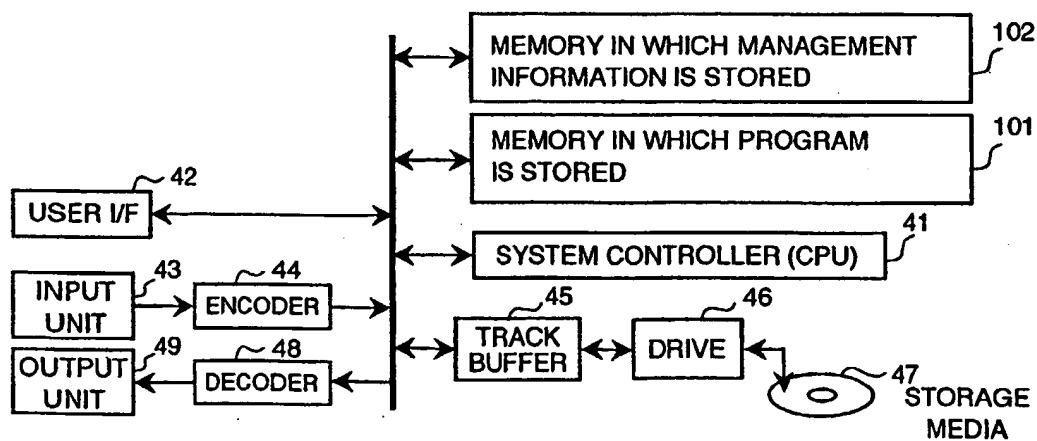 102
MEMORY IN WHICH MANAGEMENT
INFORMATION IS STORED
101
MEMORY IN WHICH PROGRAM
IS STORED
42
USER I/F
41
SYSTEM CONTROLLER (CPU)
43
INPUT
UNIT
44
ENCODER
45
TRACK
BUFFER
46
DRIVE
49
OUTPUT
UNIT
48
DECODER
47
STORAGE
MEDIA